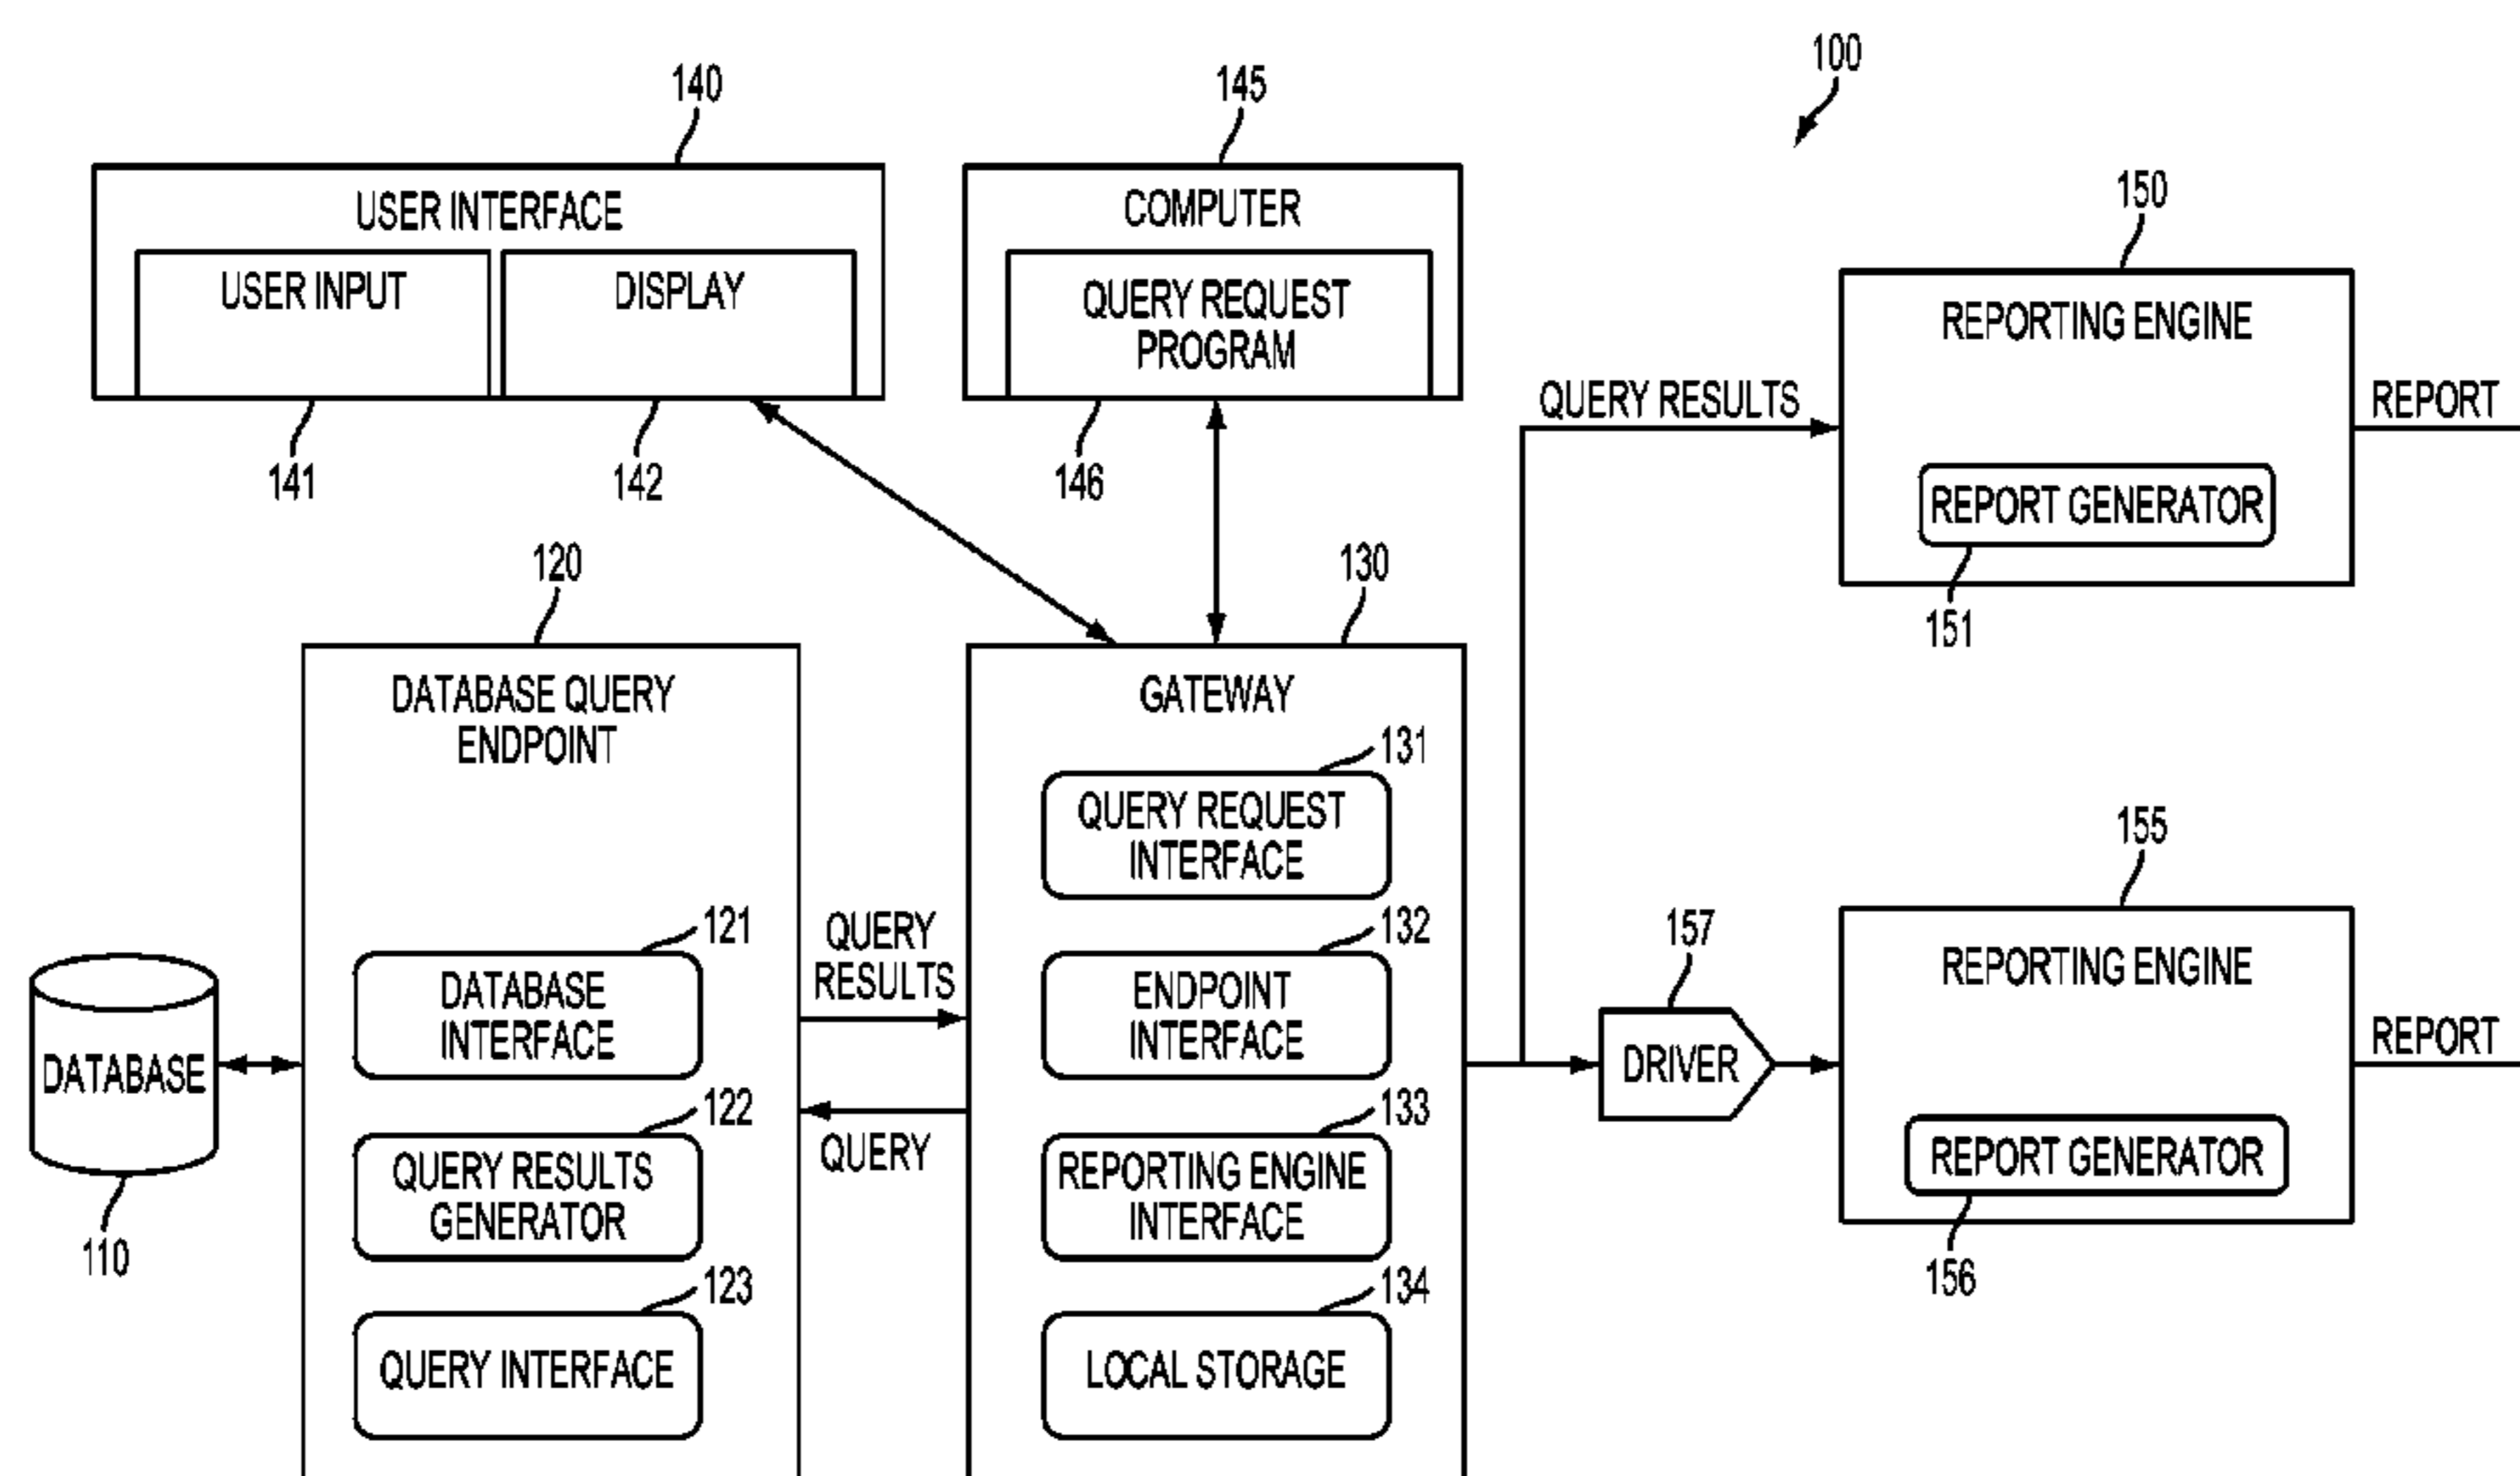 100
140
145
USER INTERFACE
USER INPUT
DISPLAY
141
142
COMPUTER
QUERY REQUEST
PROGRAM
146
150
REPORTING ENGINE
QUERY RESULTS
REPORT
REPORT GENERATOR
151
120
DATABASE QUERY
ENDPOINT
121
DATABASE
INTERFACE
122
QUERY RESULTS
GENERATOR
123
QUERY INTERFACE
DATABASE
110
QUERY
RESULTS
QUERY
130
GATEWAY
131
QUERY REQUEST
INTERFACE
132
ENDPOINT
INTERFACE
133
REPORTING ENGINE
INTERFACE
134
LOCAL STORAGE
157
DRIVER
155
REPORTING ENGINE
REPORT
REPORT GENERATOR
156